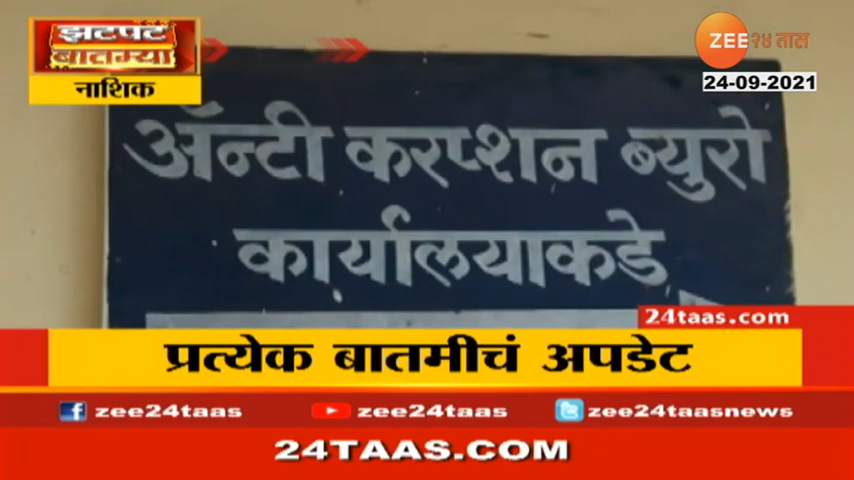 झटपट
बातम्या
नाशिक
ZEE २४ तास
24-09-2021
ॲन्टी करप्शन ब्युरो
कार्यालयाकडे
24taas.com
प्रत्येक बातमीचं अपडेट
zee24taas
zee24taas
zee24taasnews
24TAAS.COM